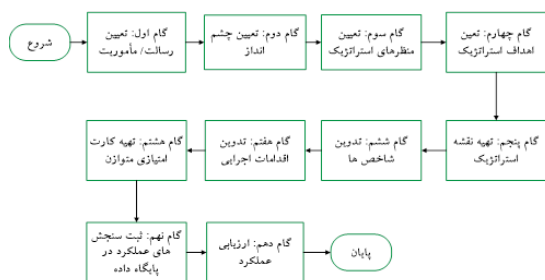 شروع
گام اول: تعیین
رسالت/ مأموریت
گام دوم: تعیین چشم
انداز
گام سوم: تعیین
منظرهای استراتژیک
گام چهارم: تعین
اهداف استراتژیک
گام پنجم: تهیه نقشه
استراتژیک
گام ششم: تدوین
شاخص ها
گام هفتم: تدوین
اقدامات اجرایی
گام هشتم: تهیه کارت
امتیازی متوازن
گام نهم: ثبت سنجش
های عملکرد در
پایگاه داده
گام دهم: ارزیابی
عملکرد
پایان